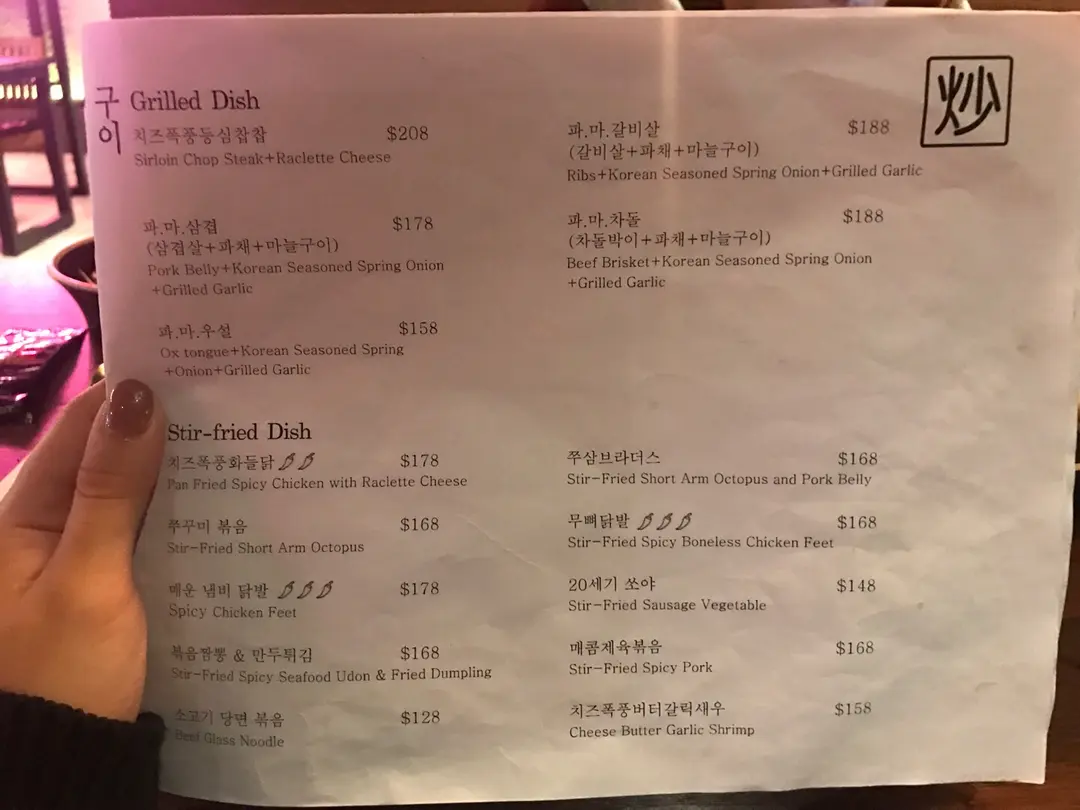 구이
Grilled Dish
치즈폭풍등심찹찹 $208
Sirloin Chop Steak+Raclette Cheese
파.마.삼겹 $178
(삼겹살+파채+마늘구이)
Pork Belly+Korean Seasoned Spring Onion
+Grilled Garlic
파.마.우설 $158
Ox tongue+Korean Seasoned Spring
+Onion+Grilled Garlic
炒
파.마.갈비살 $188
(갈비살+파채+마늘구이)
Ribs+Korean Seasoned Spring Onion+Grilled Garlic
파.마.차돌 $188
(차돌박이+파채+마늘구이)
Beef Brisket+Korean Seasoned Spring Onion
+Grilled Garlic
Stir-fried Dish
치즈폭풍화들닭 $178
Pan Fried Spicy Chicken with Raclette Cheese
쭈꾸미 볶음 $168
Stir-Fried Short Arm Octopus
매운 냄비 닭발 $178
Spicy Chicken Feet
볶음짬뽕 & 만두튀김 $168
Stir-Fried Spicy Seafood Udon & Fried Dumpling
소고기 당면 볶음 $128
Beef Glass Noodle
쭈삼브라더스 $168
Stir-Fried Short Arm Octopus and Pork Belly
무뼈닭발 $168
Stir-Fried Spicy Boneless Chicken Feet
20세기 쏘야 $148
Stir-Fried Sausage Vegetable
매콤제육볶음 $168
Stir-Fried Spicy Pork
치즈폭풍버터갈릭새우 $158
Cheese Butter Garlic Shrimp